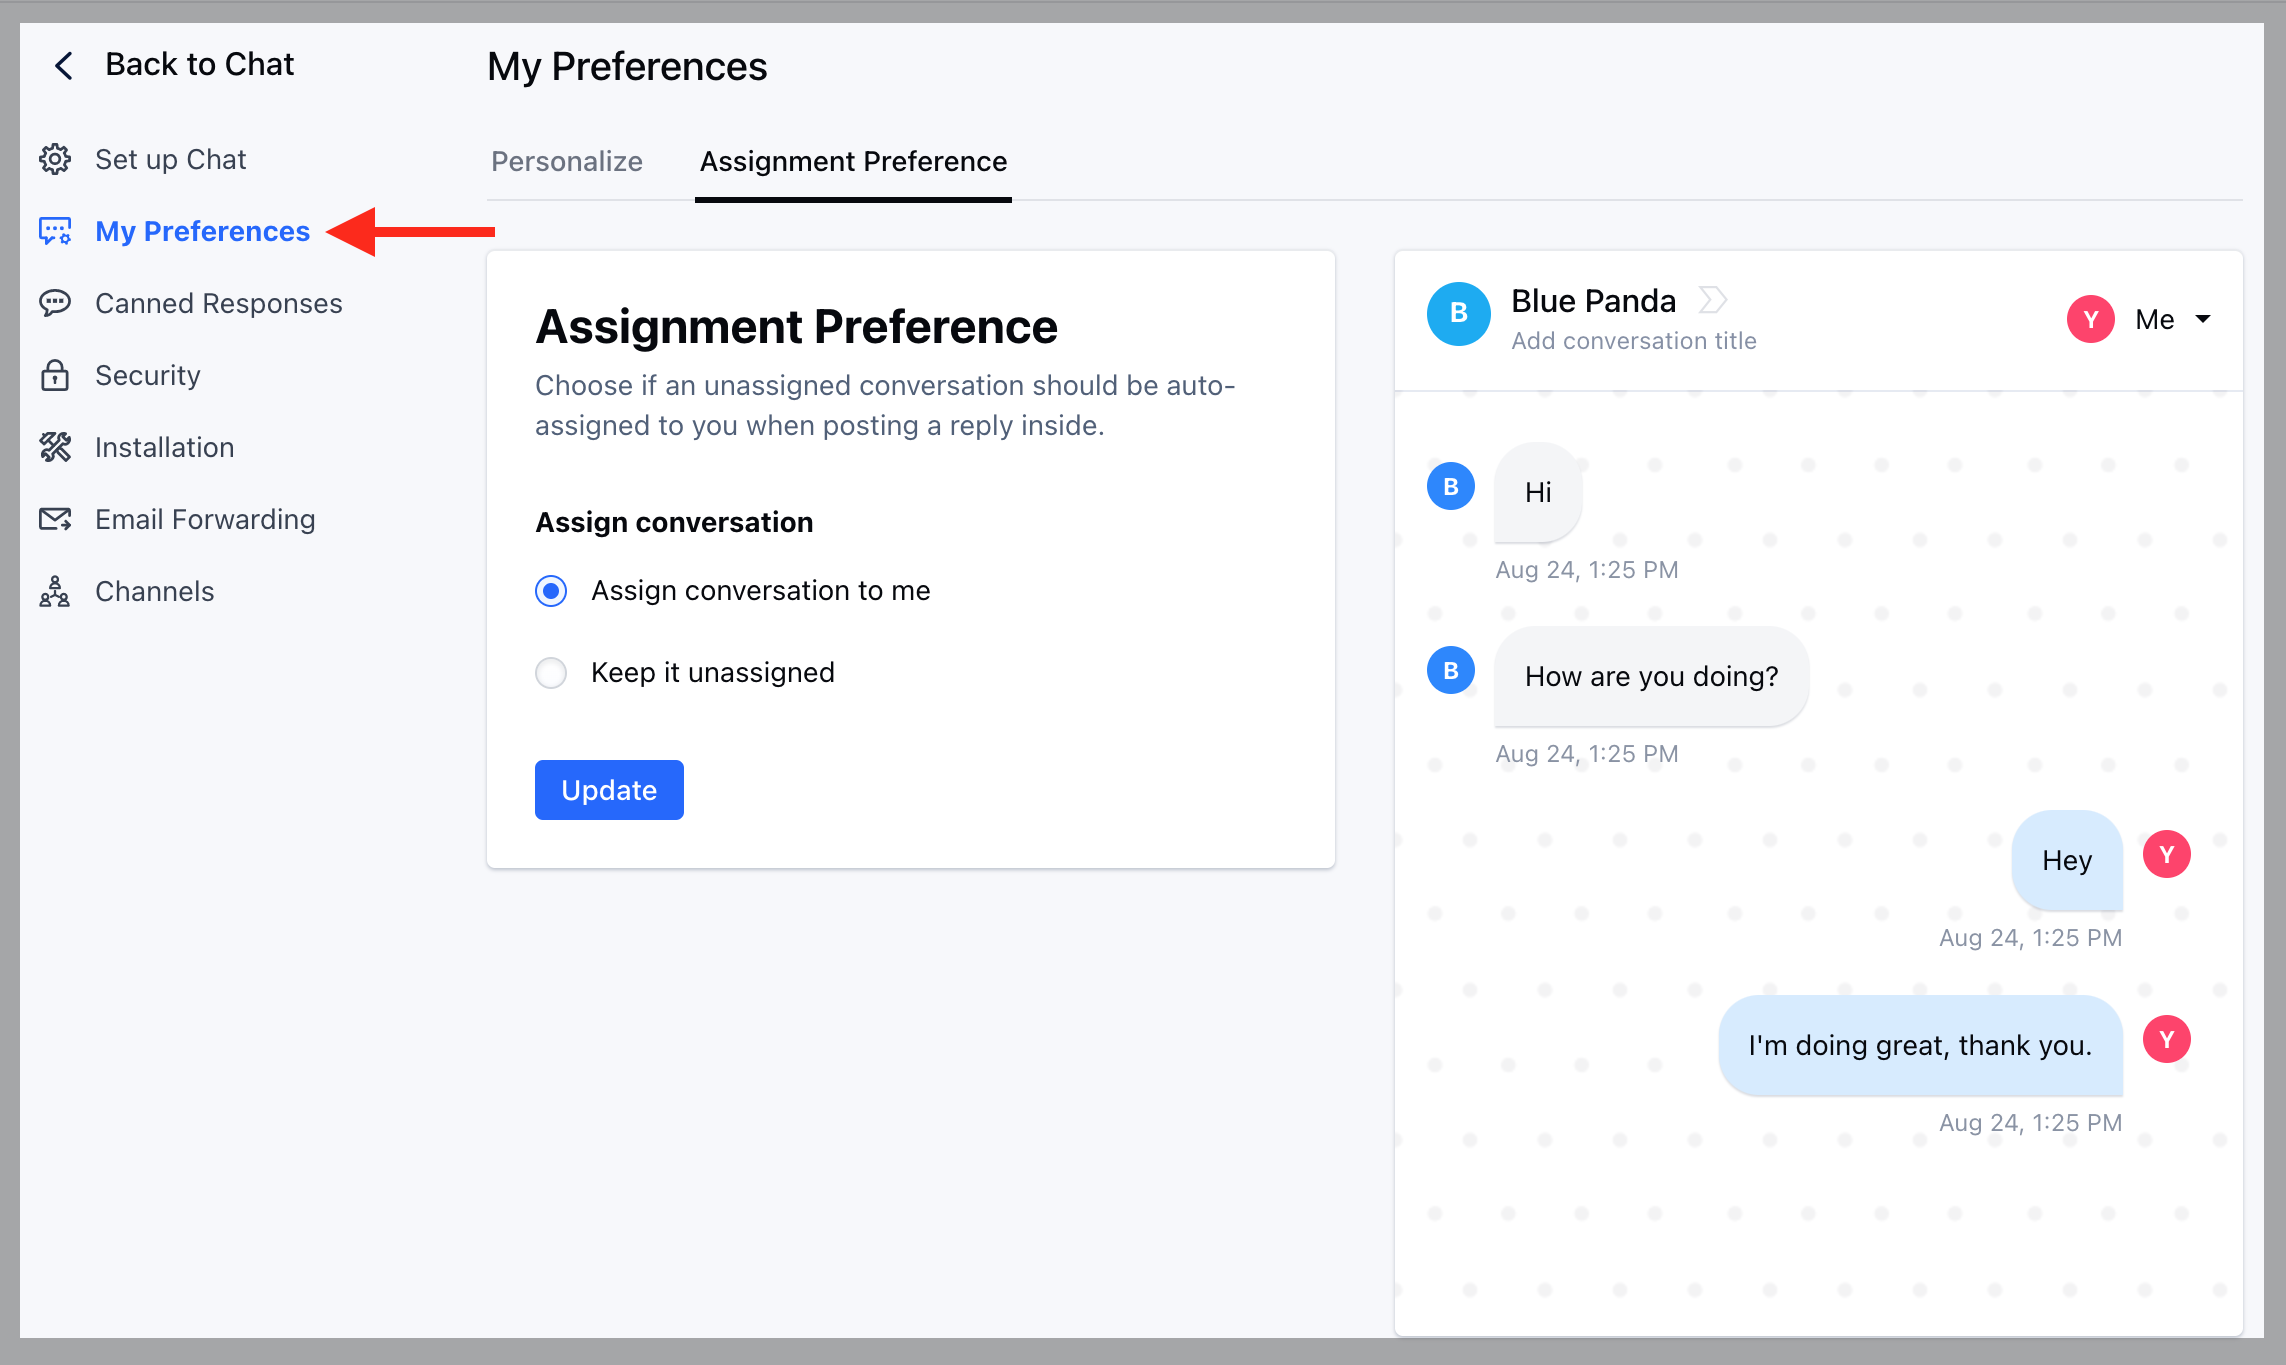 Back to Chat
Set up Chat
My Preferences
Canned Responses
Security
Installation
Email Forwarding
Channels
My Preferences
Personalize
Assignment Preference
Assignment Preference
Choose if an unassigned conversation should be auto-
assigned to you when posting a reply inside.
Assign conversation
Assign conversation to me
Keep it unassigned
Update
B
Blue Panda
Add conversation title
Y
Me
B
Hi
Aug 24, 1:25 PM
B
How are you doing?
Aug 24, 1:25 PM
Hey
Y
Aug 24, 1:25 PM
I'm doing great, thank you.
Y
Aug 24, 1:25 PM